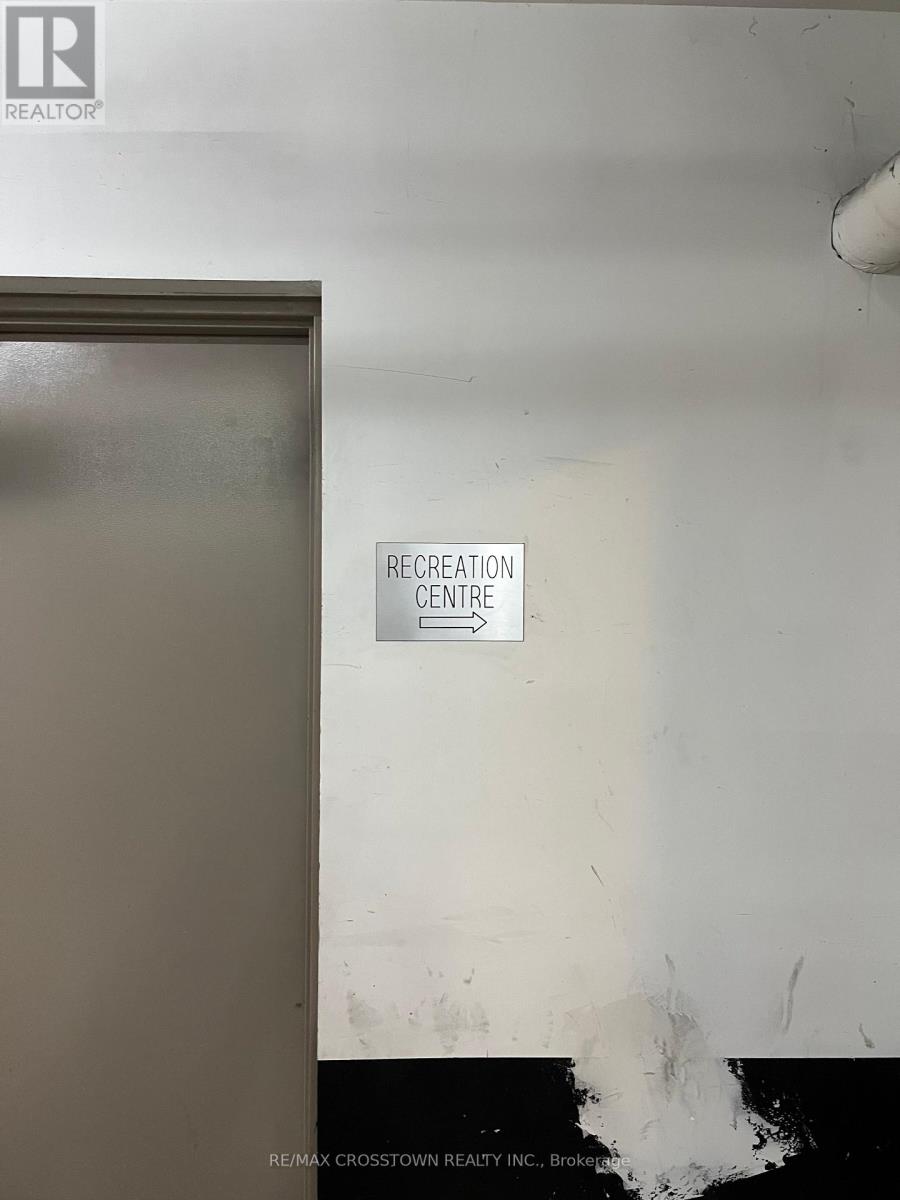 R
REALTOR®
RECREATION
CENTRE
RE/MAX CROSSTOWN REALTY INC., Brokerage